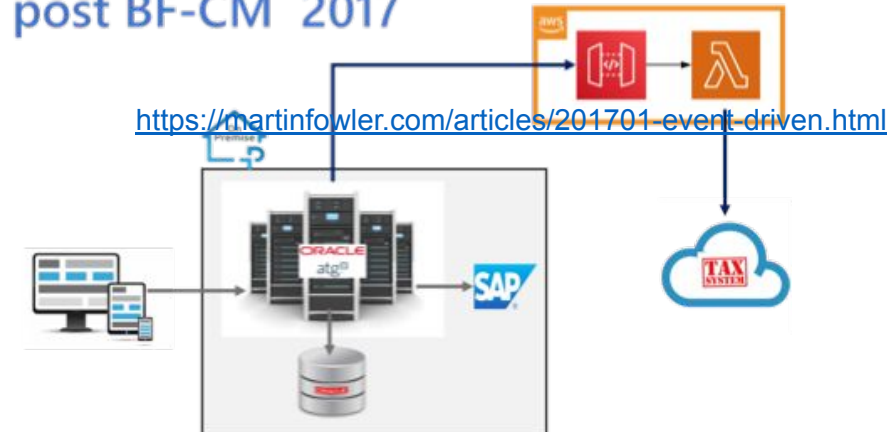 post BF-CM 2017
aws
https://martinfowler.com/articles/201701-event-driven.html
Premise
ORACLE
atg
SAP
TAX
SYSTEM
ORACLE